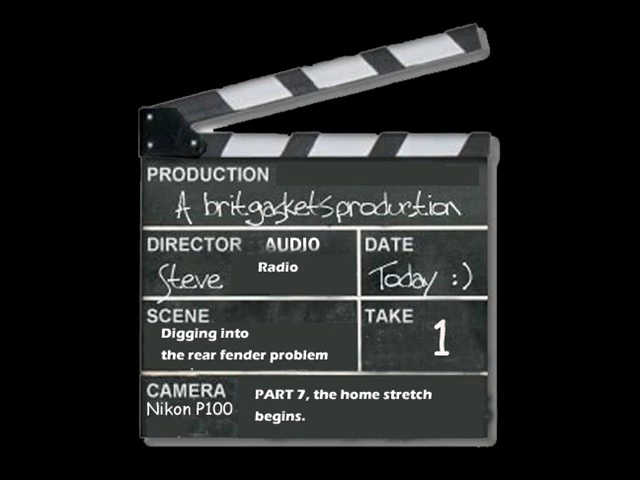 PRODUCTION
A britgaskets production
DIRECTOR AUDIO DATE
Steve Radio Today :)
SCENE TAKE
Digging into
the rear fender problem
1
CAMERA
Nikon P100
PART 7, the home stretch
begins.